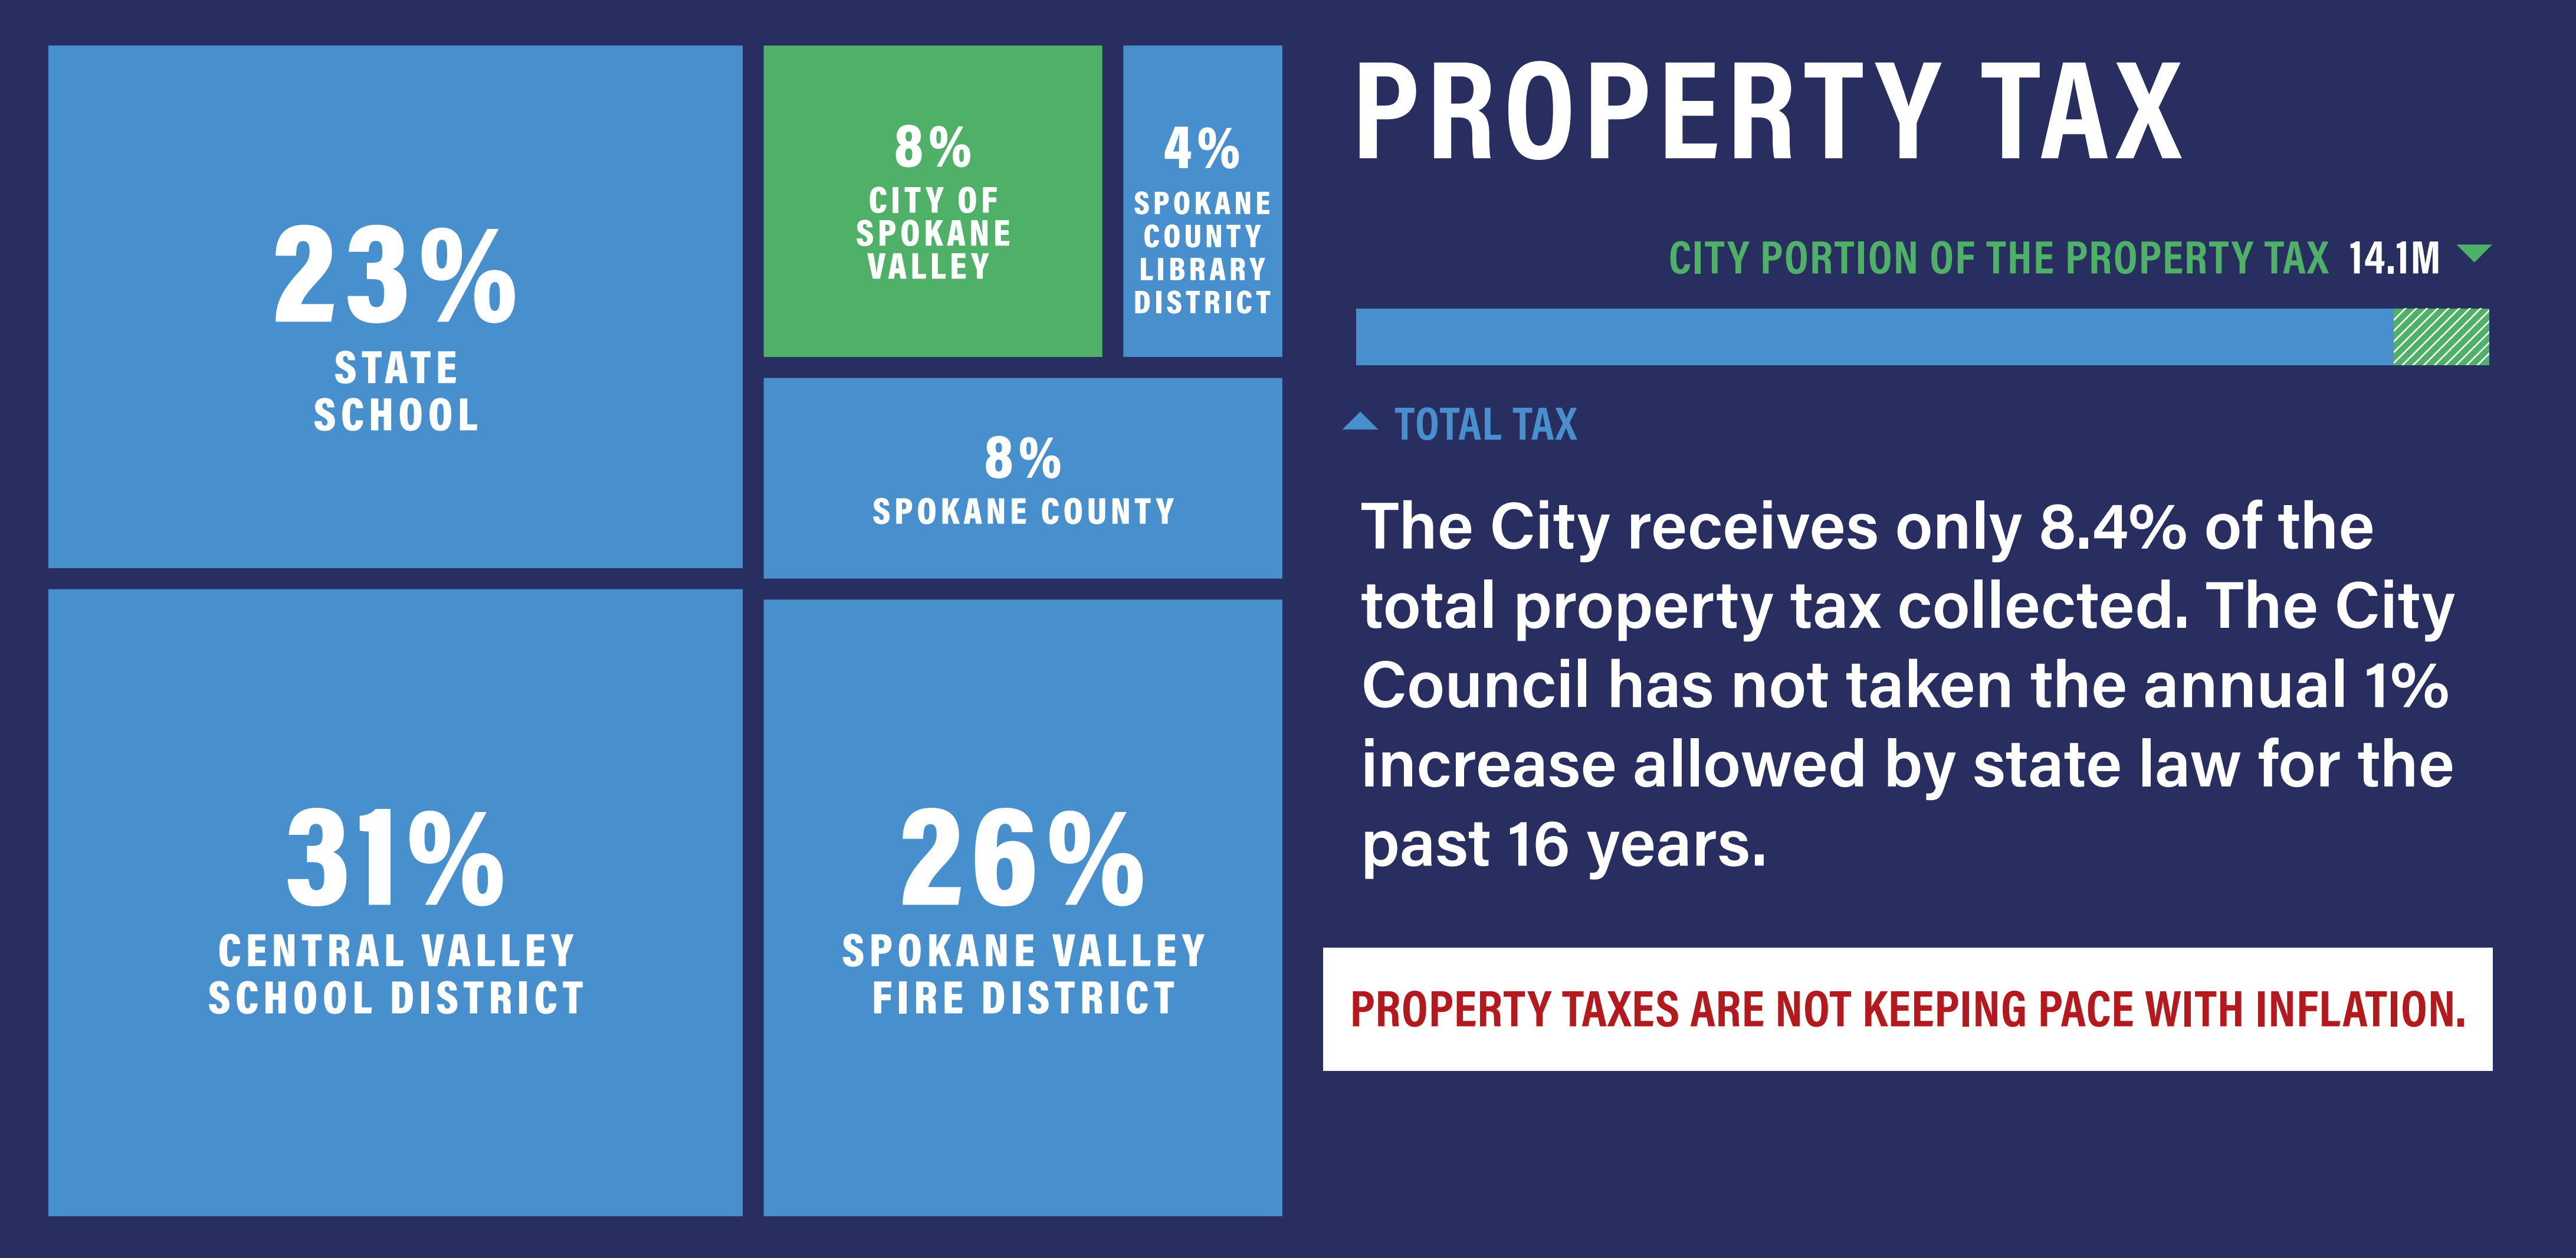 23%
STATE
SCHOOL
8%
CITY OF
SPOKANE
VALLEY
4%
SPOKANE
COUNTY
LIBRARY
DISTRICT
8%
SPOKANE COUNTY
31%
CENTRAL VALLEY
SCHOOL DISTRICT
26%
SPOKANE VALLEY
FIRE DISTRICT
PROPERTY TAX
CITY PORTION OF THE PROPERTY TAX 14.1M
TOTAL TAX
The City receives only 8.4% of the
total property tax collected. The City
Council has not taken the annual 1%
increase allowed by state law for the
past 16 years.
PROPERTY TAXES ARE NOT KEEPING PACE WITH INFLATION.